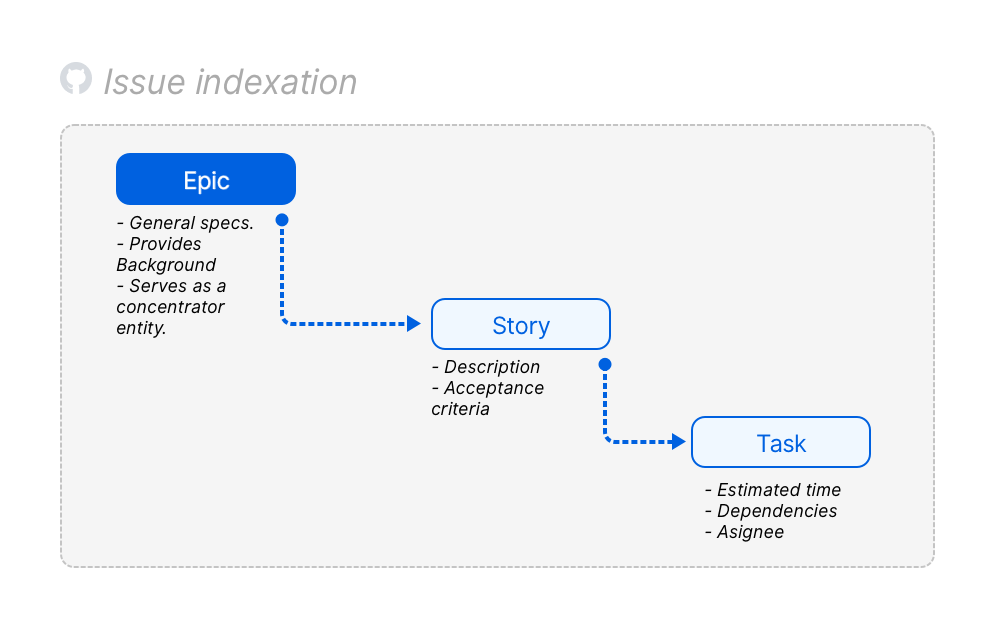 Issue indexation
Epic
- General specs.
- Provides
Background
- Serves as a
concentrator
entity.
Story
- Description
- Acceptance
criteria
Task
- Estimated time
- Dependencies
- Asignee